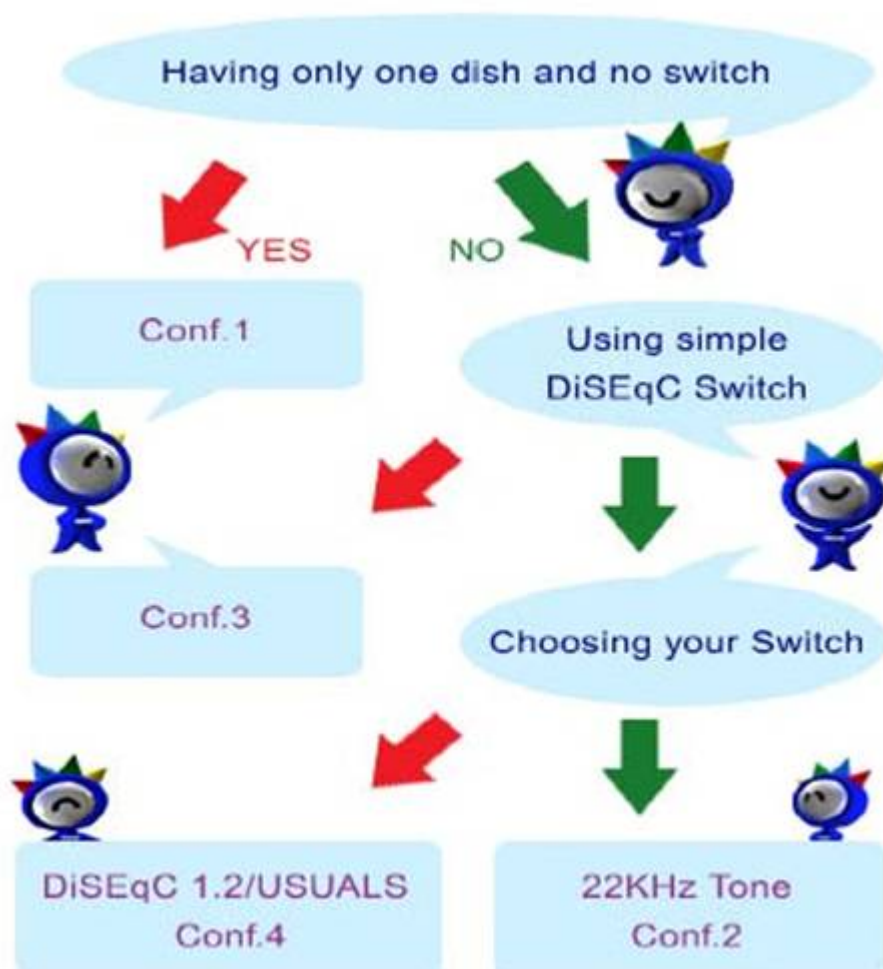 Having only one dish and no switch
YES
NO
Conf.1
Using simple
DiSEqC Switch
Conf.3
Choosing your Switch
DiSEqC 1.2/USUALS
Conf.4
22KHz Tone
Conf.2